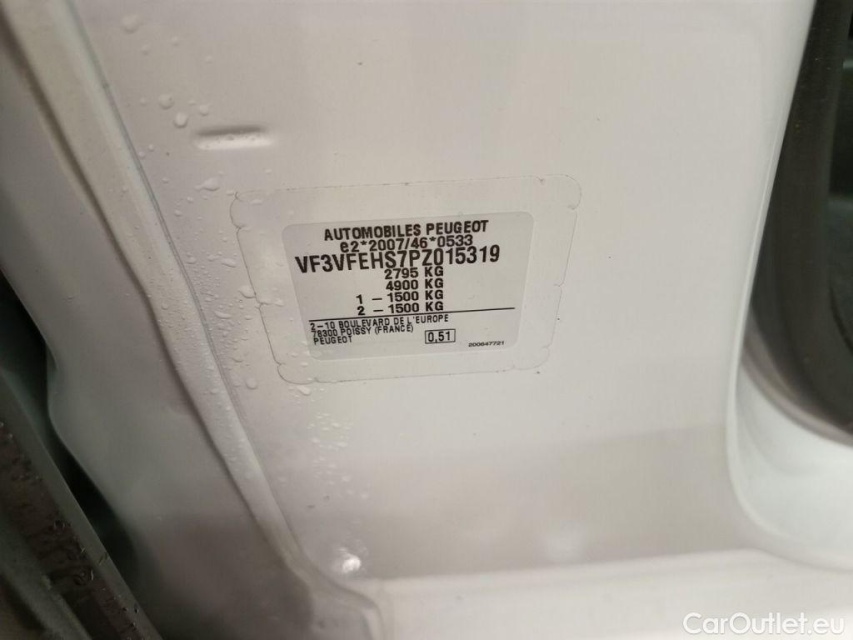 AUTOMOBILES PEUGEOT
e2*2007/46*0533
VF3VFEHS7PZ015319
2795 KG
4900 KG
1 – 1500 KG
2 – 1500 KG
2-10 BOULEVARD DE L'EUROPE
78300 POISSY (FRANCE)
PEUGEOT
0,51
200647721
CarOutlet.eu